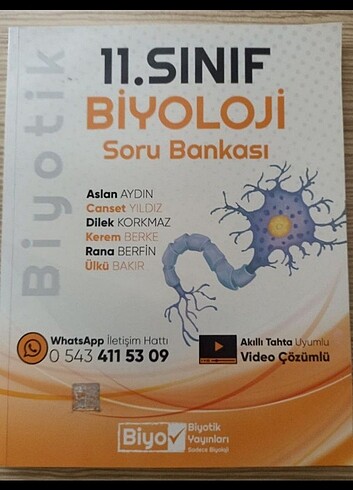 Biyotik
11.SINIF
BİYOLOJİ
Soru Bankası
Aslan AYDIN
Canset YILDIZ
Dilek KORKMAZ
Kerem BERKE
Rana BERFİN
Ülkü BAKIR
WhatsApp İletişim Hattı
0 543 411 53 09
Akıllı Tahta Uyumlu
Video Çözümlü
Biyo
Biyotik
Yayınları
Sadece Biyoloji